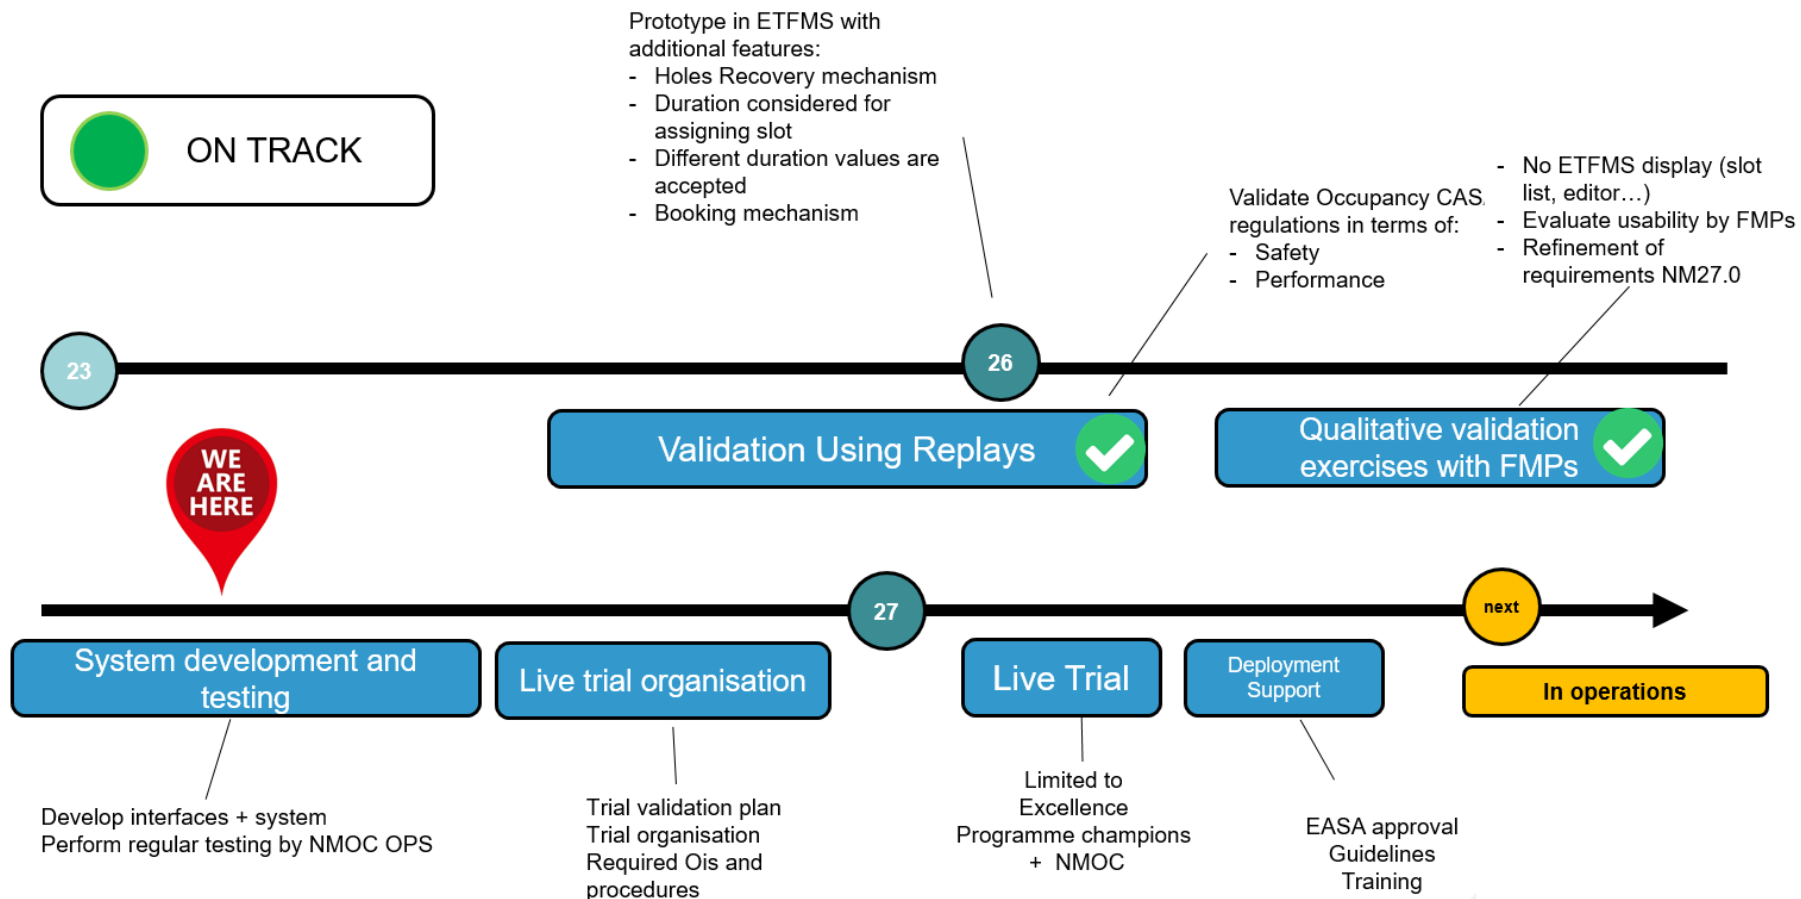 Prototype in ETFMS with
additional features:
- Holes Recovery mechanism
- Duration considered for
assigning slot
- Different duration values are
accepted
- Booking mechanism
ON TRACK
- No ETFMS display (slot
list, editor...)
- Evaluate usability by FMPs
- Refinement of
requirements NM27.0
Validate Occupancy CAS
regulations in terms of:
- Safety
- Performance
23
26
Validation Using Replays
Qualitative validation
exercises with FMPs
WE
ARE
HERE
27
next
System development and
testing
Live trial organisation
Live Trial
Deployment
Support
In operations
Develop interfaces + system
Perform regular testing by NMOC OPS
Trial validation plan
Trial organisation
Required Ois and
procedures
Limited to
Excellence
Programme champions
+ NMOC
EASA approval
Guidelines
Training